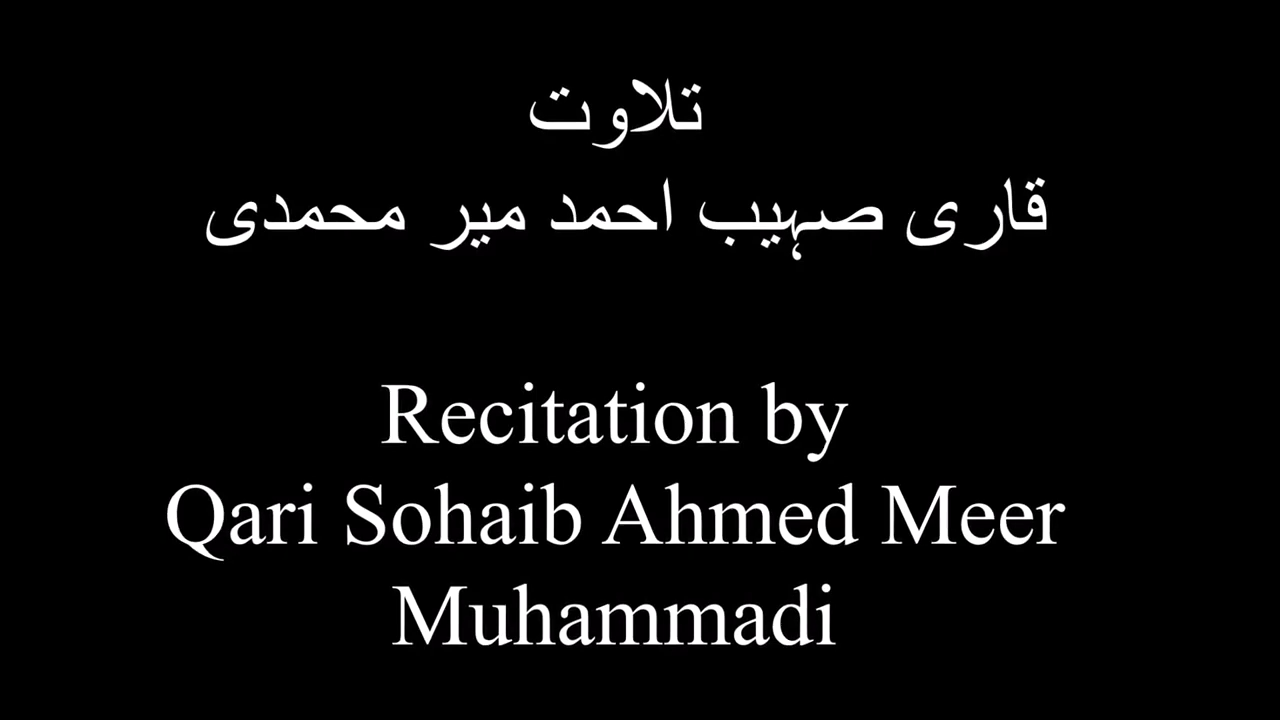 تلاوت
قاری صہیب احمد میر محمدی
Recitation by
Qari Sohaib Ahmed Meer
Muhammadi